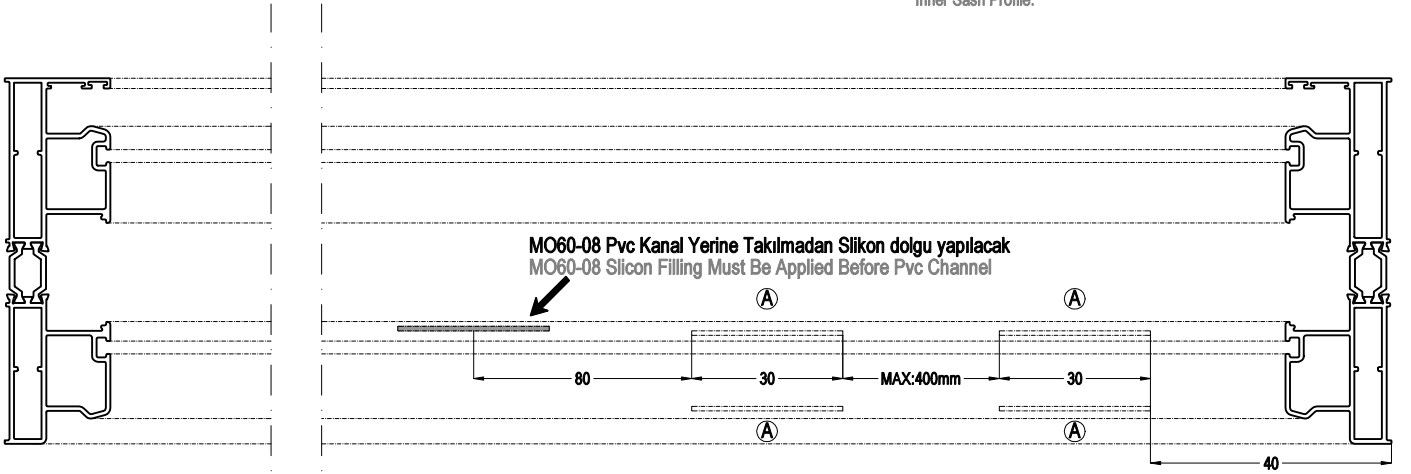 Inner Sash Profile.
MO60-08 Pvc Kanal Yerine Takılmadan Slikon dolgu yapılacak
MO60-08 Slicon Filling Must Be Applied Before Pvc Channel
A A
80 30 MAX:400mm 30
A A
40